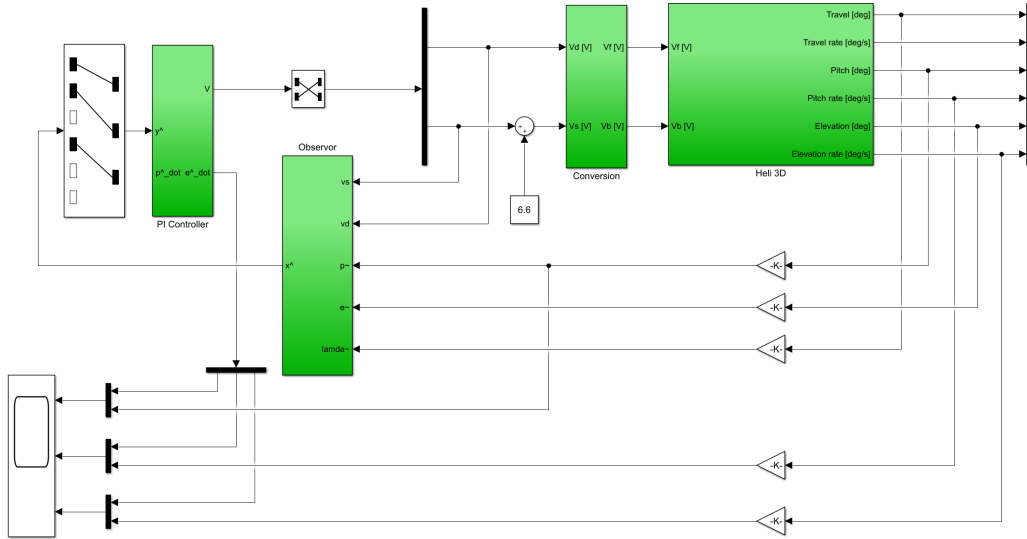 Travel [deg]
Travel rate [deg/s]
Vd [V] Vf [V]
Vf [V]
Pitch [deg]
V
Pitch rate [deg/s]
y^
Vs [V] Vb [V]
Vb [V]
Elevation [deg]
Observor
Elevation rate [deg/s]
p^_dot e^_dot
Conversion
Heli 3D
vs
6.6
PI Controller
vd
x^
p~
-K-
e~
-K-
lamda~
-K-
-K-
-K-